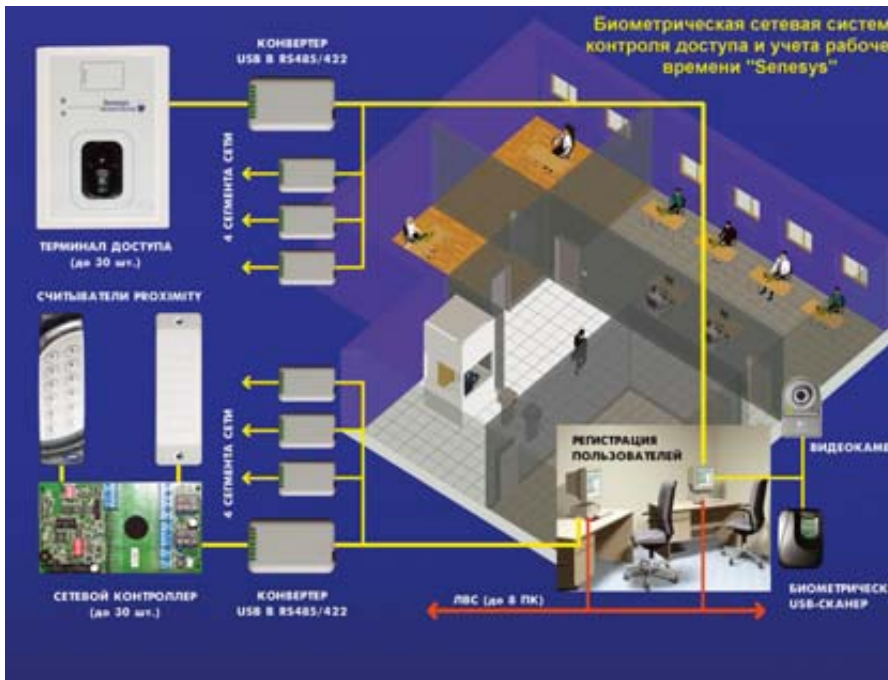 Биометрическая сетевая систем
контроля доступа и учета рабоче
времени "Senesys"
КОНВЕРТЕР
USB В RS485/422
Senesys
4 СЕГМЕНТА СЕТИ
ТЕРМИНАЛ ДОСТУПА
(до 30 шт.)
СЧИТЫВАТЕЛИ PROXIMITY
4 СЕГМЕНТА СЕТИ
РЕГИСТРАЦИЯ
ПОЛЬЗОВАТЕЛЕЙ
ВИДЕОКАМЕ
СЕТЕВОЙ КОНТРОЛЛЕР
(до 30 шт.)
КОНВЕРТЕР
USB В RS485/422
ЛВС (до 8 ПК)
БИОМЕТРИЧЕСК
USB-СКАНЕР